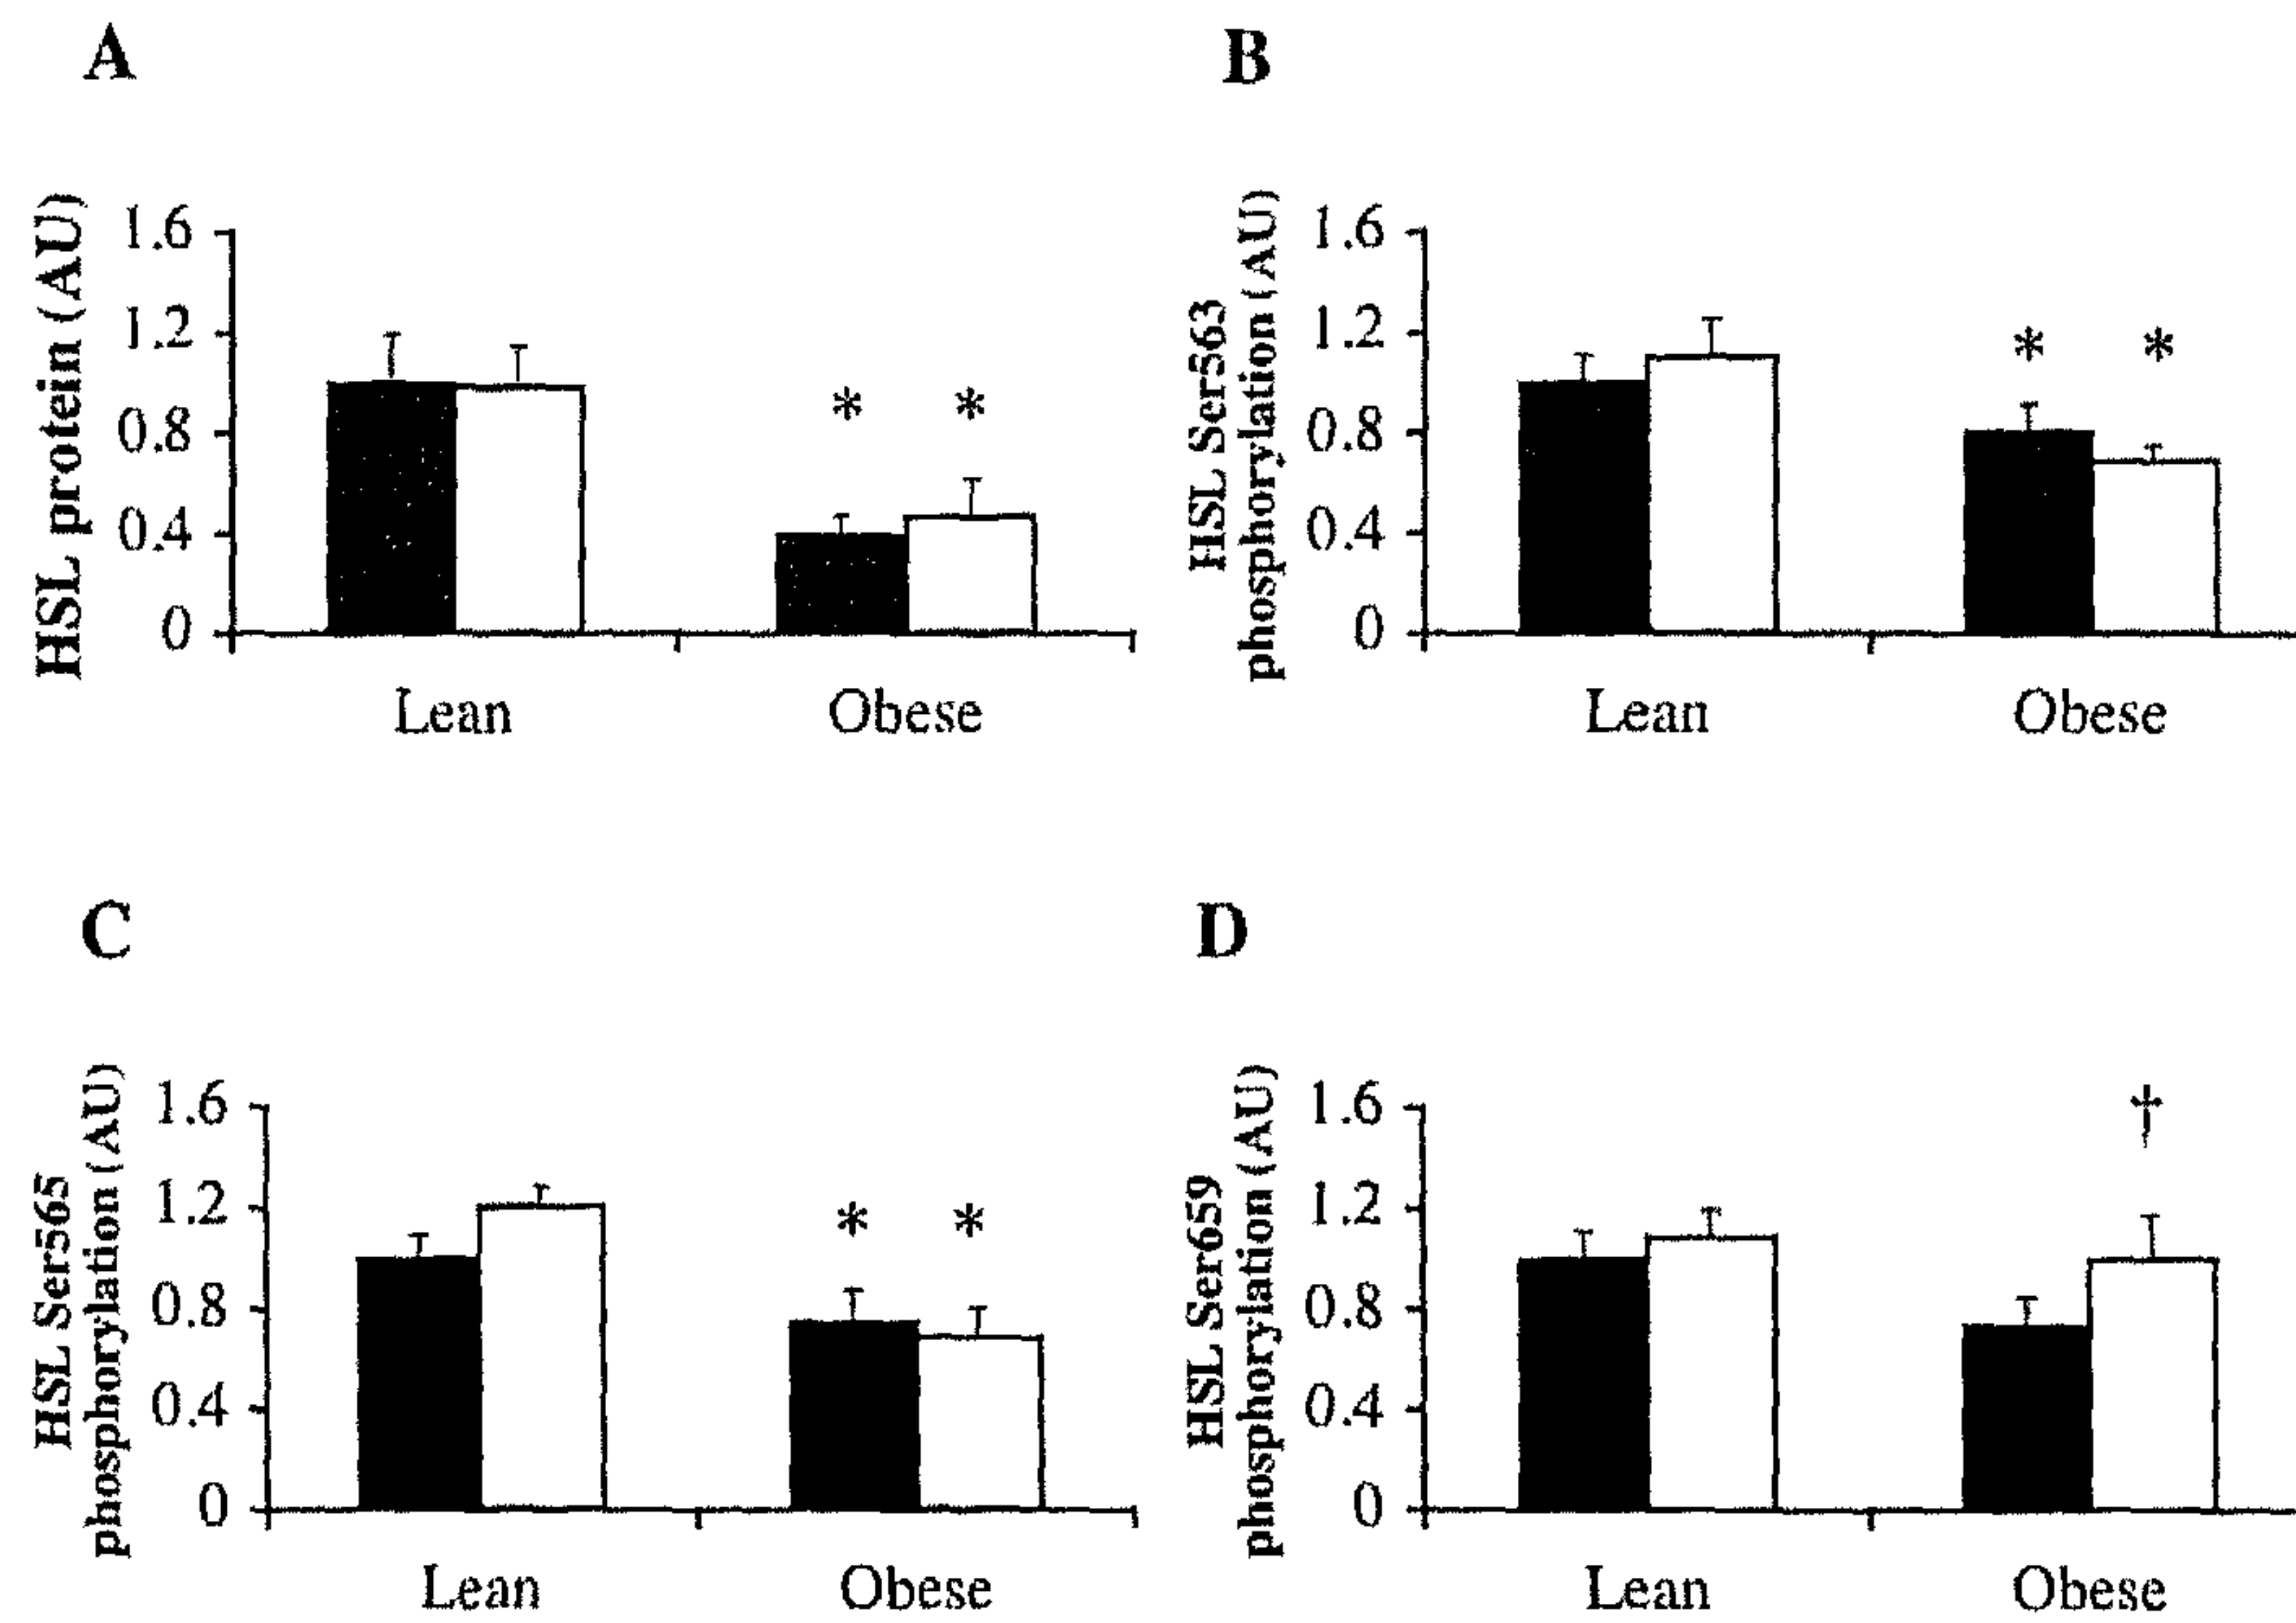 A
HSL protein (AU)
1.6
1.2
0.8
0.4
0
* *
Lean Obese
B
HSL Ser563
phosphorylation (AU)
1.6
1.2
0.8
0.4
0
* *
Lean Obese
C
HSL Ser565
phosphorylation (AU)
1.6
1.2
0.8
0.4
0
* *
Lean Obese
D
HSL Ser659
phosphorylation (AU)
1.6
1.2
0.8
0.4
0
†
Lean Obese